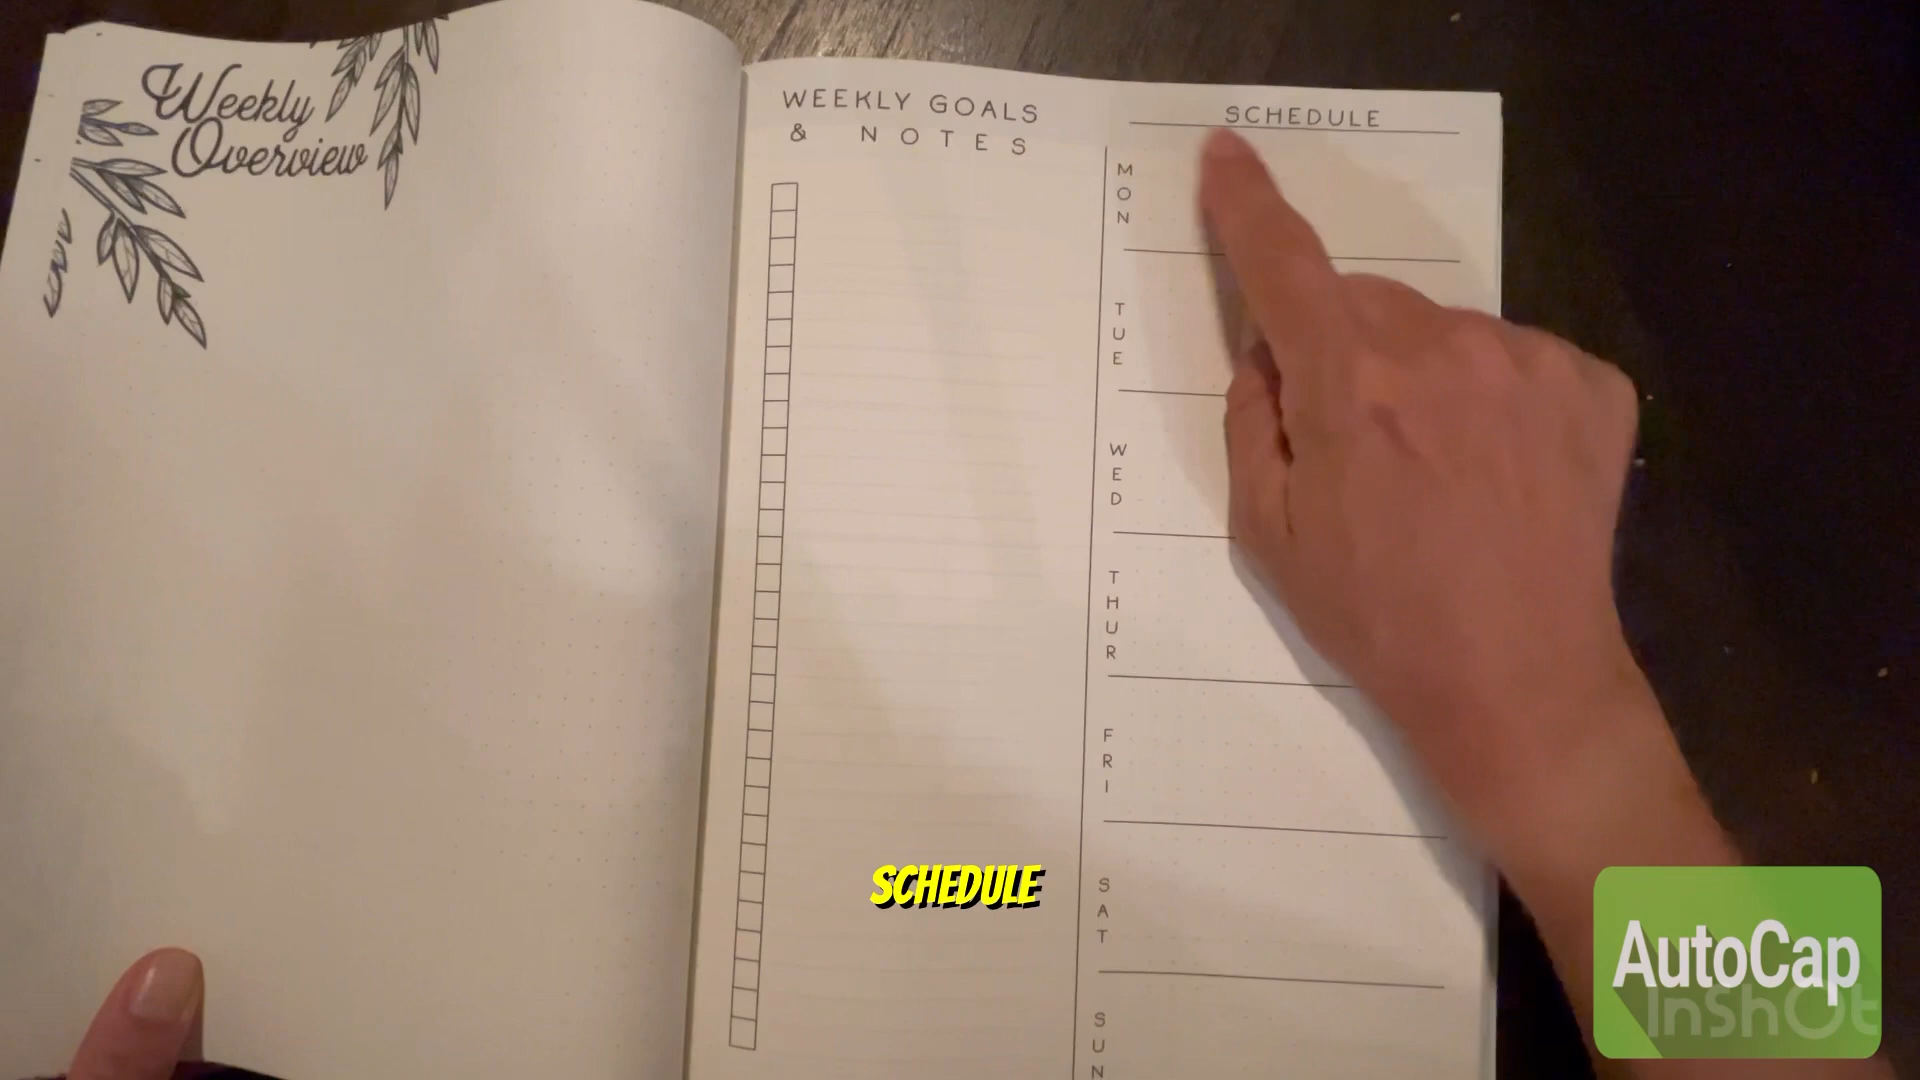 Weekly
Overview
WEEKLY GOALS
& NOTES
SCHEDULE
MON
TUE
WED
THUR
FRI
SAT
SUN
SCHEDULE
AutoCap
InShOt